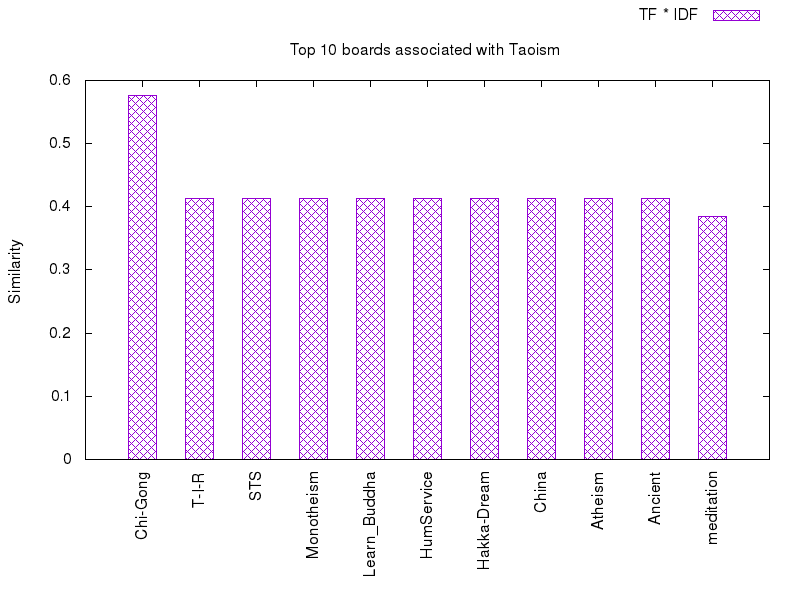 TF * IDF
Top 10 boards associated with Taoism
0.6
0.5
0.4
0.3
0.2
0.1
0
Similarity
Chi-Gong
T-I-R
STS
Monotheism
Learn_Buddha
HumService
Hakka-Dream
China
Atheism
Ancient
meditation